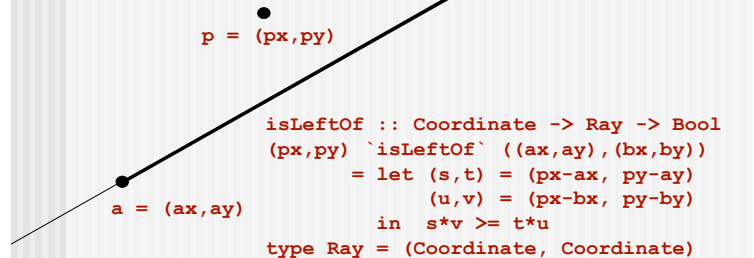 p = (px,py)
isLeftOf :: Coordinate -> Ray -> Bool
(px,py) `isLeftOf` ((ax,ay),(bx,by))
= let (s,t) = (px-ax, py-ay)
(u,v) = (px-bx, py-by)
a = (ax,ay)
in s*v >= t*u
type Ray = (Coordinate, Coordinate)